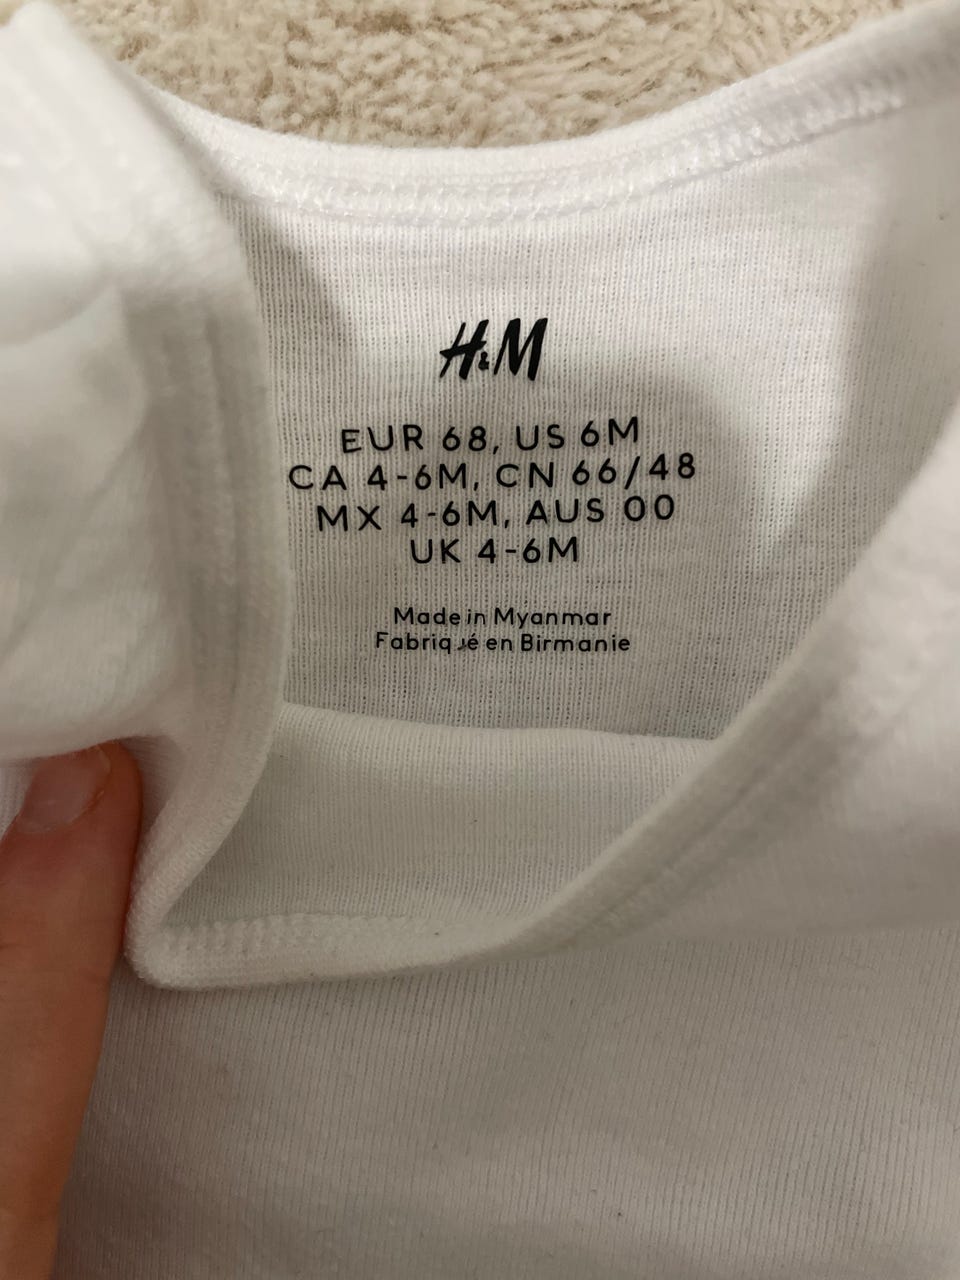 H&M
EUR 68, US 6M
CA 4-6M, CN 66/48
MX 4-6M, AUS 00
UK 4-6M
Made in Myanmar
Fabriqué en Birmanie